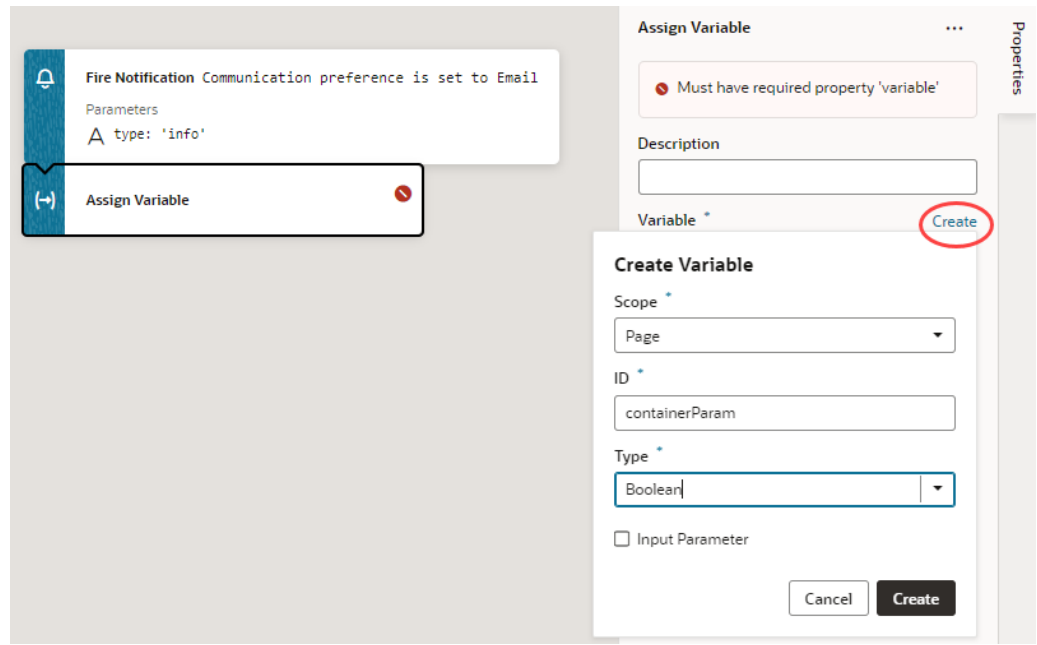 Fire Notification Communication preference is set to Email
Parameters
A type: 'info'
(→) Assign Variable
Assign Variable
...
Properties
Must have required property 'variable'
Description
Variable *
Create
Create Variable
Scope *
Page
ID *
containerParam
Type *
Boolean
Input Parameter
Cancel Create